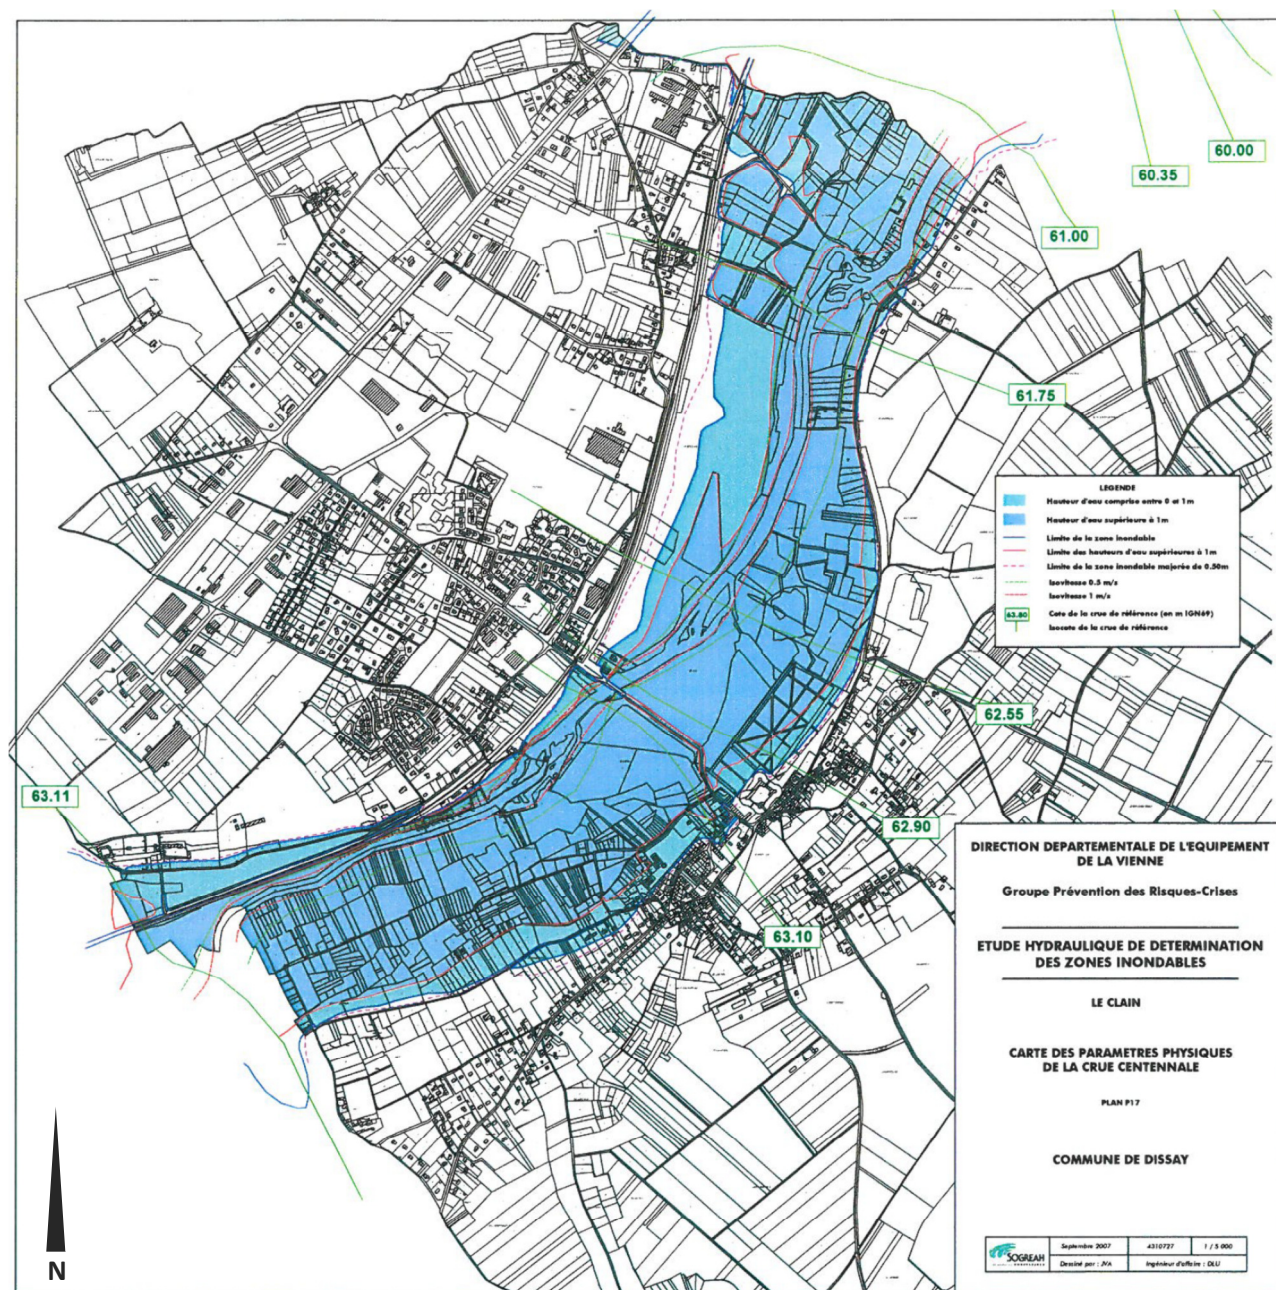 60.00
60.35
61.00
61.75
LEGENDE
Hauteur d'eau comprise entre 0 et 1m
Hauteur d'eau supérieure à 1m
Limite de la zone inondable
Limite des hauteurs d'eau supérieures à 1m
Limite de la zone inondable majorée de 0.50m
Isovitesse 0.5 m/s
Isovitesse 1 m/s
63.80
Cote de la crue de référence (en m IGN69)
Isocote de la crue de référence
62.55
63.11
62.90
63.10
DIRECTION DEPARTEMENTALE DE L'EQUIPEMENT
DE LA VIENNE
Groupe Prévention des Risques-Crises
ETUDE HYDRAULIQUE DE DETERMINATION
DES ZONES INONDABLES
LE CLAIN
CARTE DES PARAMETRES PHYSIQUES
DE LA CRUE CENTENNALE
PLAN P17
COMMUNE DE DISSAY
SOGREAH
Septembre 2007
4310727
1 / 5 000
Dessiné par : JVA
Ingénieur d'affaire : DLU
N